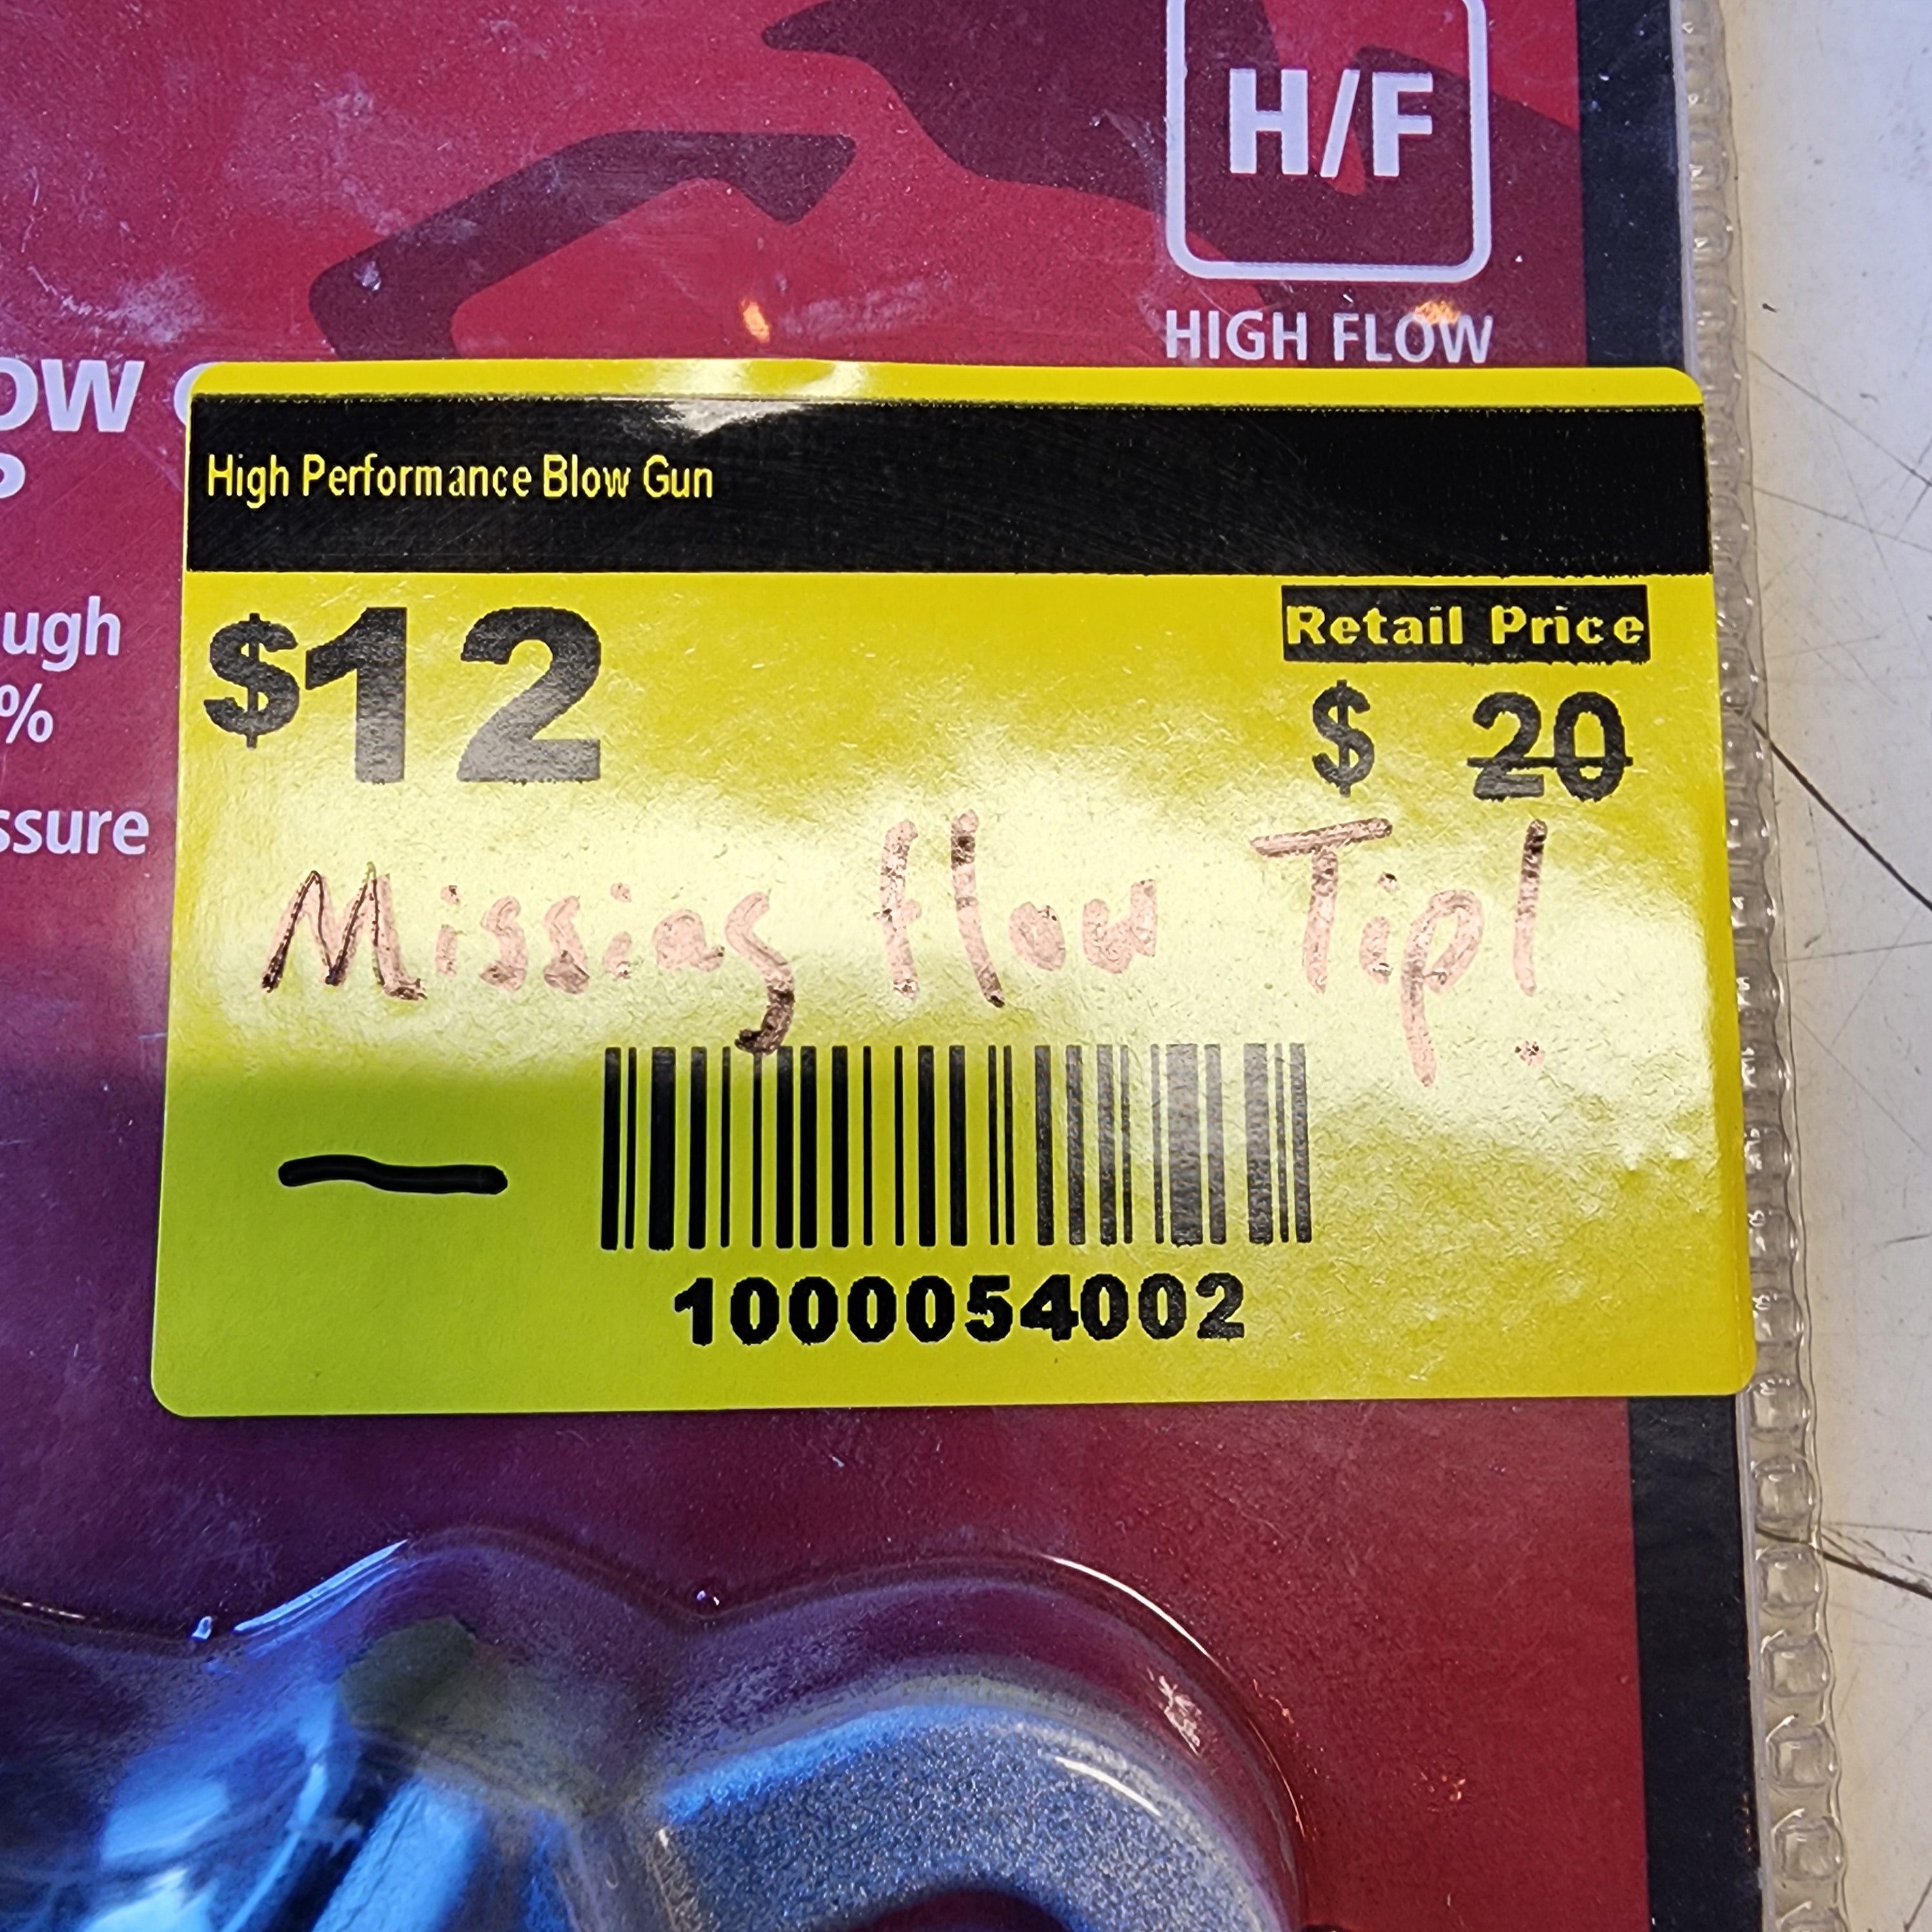 H/F
HIGH FLOW
OW
High Performance Blow Gun
ugh
%
ssure
$12
Retail Price
$ 20
Missing flow Tip!
1000054002